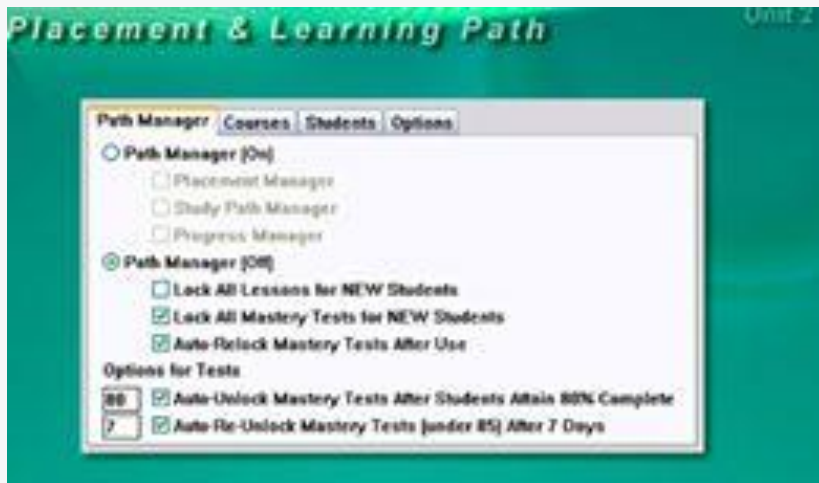 Unit 2
Placement & Learning Path
Path Manager Courses Students Options
Path Manager (On)
Placement Manager
Study Path Manager
Progress Manager
Path Manager (Off)
Lock All Lessons for NEW Students
Lock All Mastery Tests for NEW Students
Auto-Relock Mastery Tests After Use
Options for Tests
80 Auto-Unlock Mastery Tests After Students Attain 80% Complete
7 Auto-Re-Unlock Mastery Tests (under 85) After 7 Days